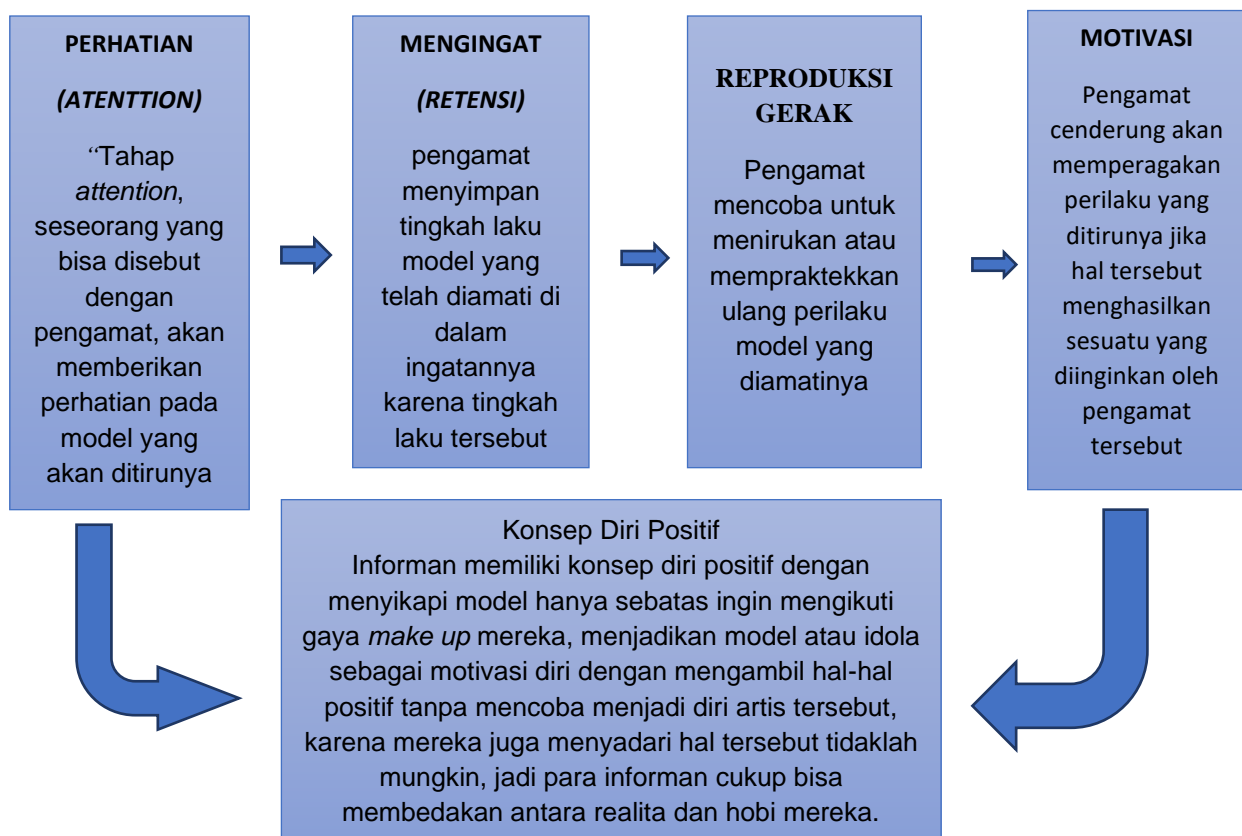 PERHATIAN
(ATENTTION)
“Tahap
attention,
seseorang yang
bisa disebut
dengan
pengamat, akan
memberikan
perhatian pada
model yang
akan ditirunya
MENGINGAT
(RETENSI)
pengamat
menyimpan
tingkah laku
model yang
telah diamati di
dalam
ingatannya
karena tingkah
laku tersebut
REPRODUKSI
GERAK
Pengamat
mencoba untuk
menirukan atau
mempraktekkan
ulang perilaku
model yang
diamatinya
MOTIVASI
Pengamat
cenderung akan
memperagakan
perilaku yang
ditirunya jika
hal tersebut
menghasilkan
sesuatu yang
diinginkan oleh
pengamat
tersebut
Konsep Diri Positif
Informan memiliki konsep diri positif dengan
menyikapi model hanya sebatas ingin mengikuti
gaya make up mereka, menjadikan model atau idola
sebagai motivasi diri dengan mengambil hal-hal
positif tanpa mencoba menjadi diri artis tersebut,
karena mereka juga menyadari hal tersebut tidaklah
mungkin, jadi para informan cukup bisa
membedakan antara realita dan hobi mereka.